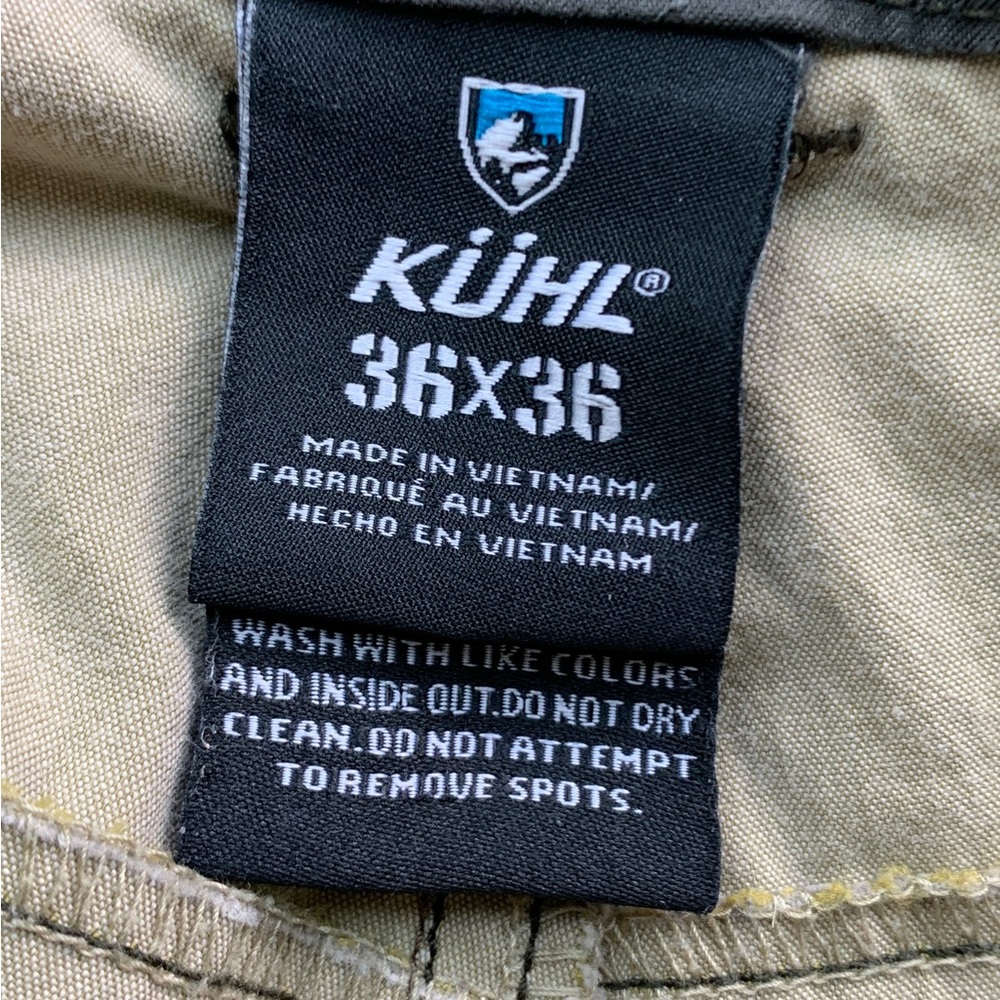 KÜHL®
36X36
MADE IN VIETNAM/
FABRIQUÉ AU VIETNAM/
HECHO EN VIETNAM
WASH WITH LIKE COLORS
AND INSIDE OUT. DO NOT DRY
CLEAN. DO NOT ATTEMPT
TO REMOVE SPOTS.